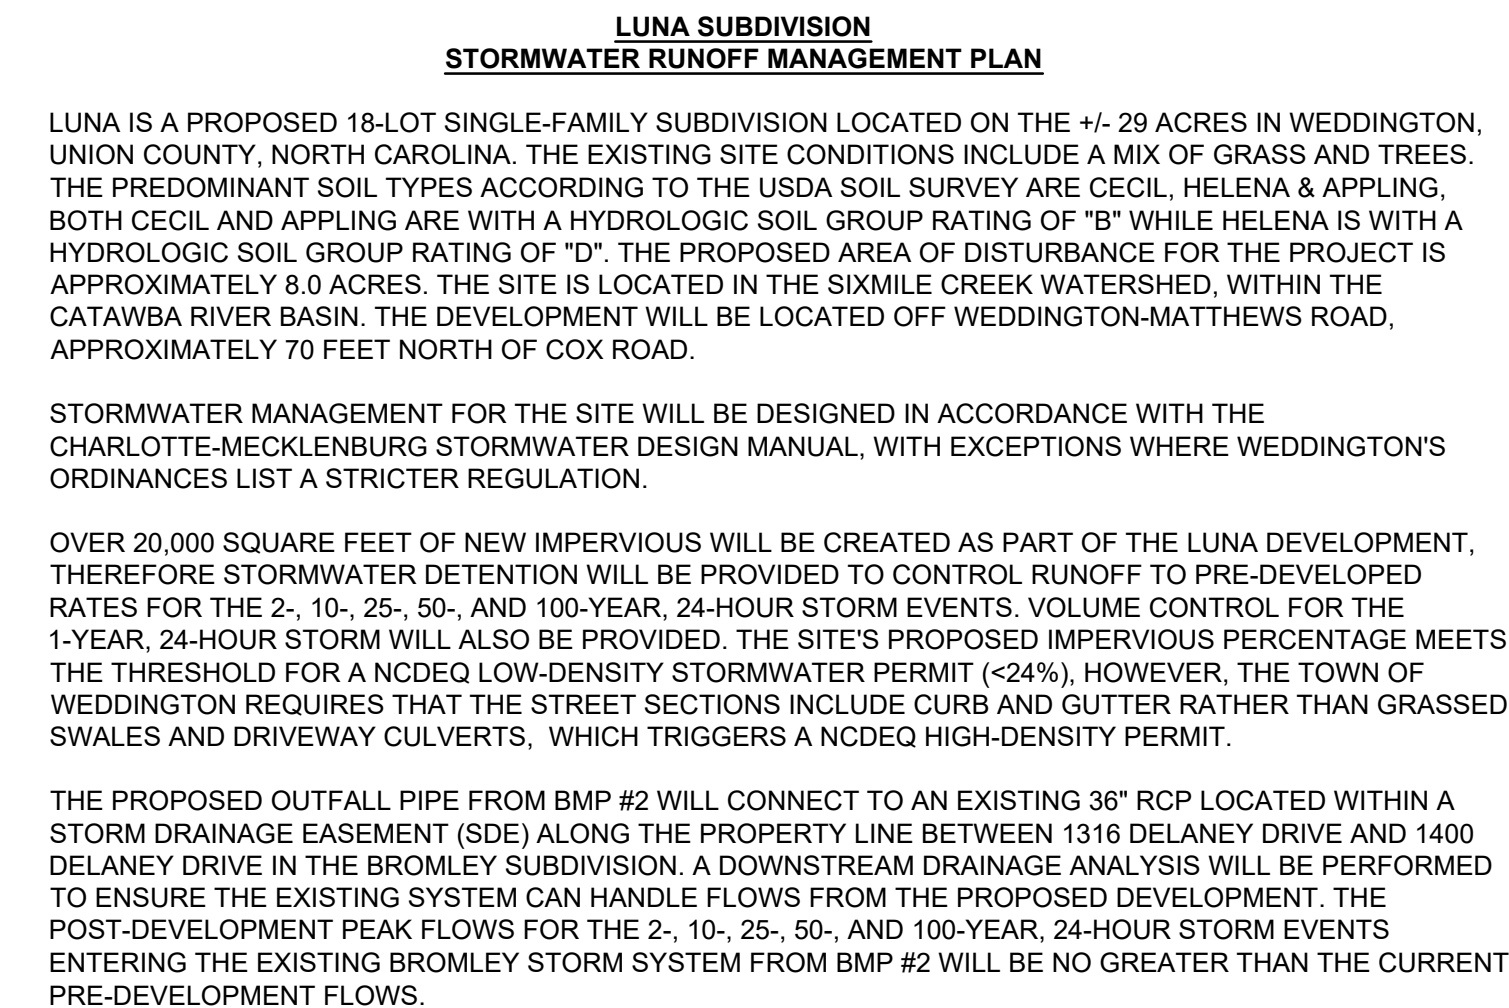 LUNA SUBDIVISION
STORMWATER RUNOFF MANAGEMENT PLAN
LUNA IS A PROPOSED 18-LOT SINGLE-FAMILY SUBDIVISION LOCATED ON THE +/- 29 ACRES IN WEDDINGTON,
UNION COUNTY, NORTH CAROLINA. THE EXISTING SITE CONDITIONS INCLUDE A MIX OF GRASS AND TREES.
THE PREDOMINANT SOIL TYPES ACCORDING TO THE USDA SOIL SURVEY ARE CECIL, HELENA & APPLING,
BOTH CECIL AND APPLING ARE WITH A HYDROLOGIC SOIL GROUP RATING OF "B" WHILE HELENA IS WITH A
HYDROLOGIC SOIL GROUP RATING OF "D". THE PROPOSED AREA OF DISTURBANCE FOR THE PROJECT IS
APPROXIMATELY 8.0 ACRES. THE SITE IS LOCATED IN THE SIXMILE CREEK WATERSHED, WITHIN THE
CATAWBA RIVER BASIN. THE DEVELOPMENT WILL BE LOCATED OFF WEDDINGTON-MATTHEWS ROAD,
APPROXIMATELY 70 FEET NORTH OF COX ROAD.
STORMWATER MANAGEMENT FOR THE SITE WILL BE DESIGNED IN ACCORDANCE WITH THE
CHARLOTTE-MECKLENBURG STORMWATER DESIGN MANUAL, WITH EXCEPTIONS WHERE WEDDINGTON'S
ORDINANCES LIST A STRICTER REGULATION.
OVER 20,000 SQUARE FEET OF NEW IMPERVIOUS WILL BE CREATED AS PART OF THE LUNA DEVELOPMENT,
THEREFORE STORMWATER DETENTION WILL BE PROVIDED TO CONTROL RUNOFF TO PRE-DEVELOPED
RATES FOR THE 2-, 10-, 25-, 50-, AND 100-YEAR, 24-HOUR STORM EVENTS. VOLUME CONTROL FOR THE
1-YEAR, 24-HOUR STORM WILL ALSO BE PROVIDED. THE SITE'S PROPOSED IMPERVIOUS PERCENTAGE MEETS
THE THRESHOLD FOR A NCDEQ LOW-DENSITY STORMWATER PERMIT (<24%), HOWEVER, THE TOWN OF
WEDDINGTON REQUIRES THAT THE STREET SECTIONS INCLUDE CURB AND GUTTER RATHER THAN GRASSED
SWALES AND DRIVEWAY CULVERTS,  WHICH TRIGGERS A NCDEQ HIGH-DENSITY PERMIT.
THE PROPOSED OUTFALL PIPE FROM BMP #2 WILL CONNECT TO AN EXISTING 36" RCP LOCATED WITHIN A
STORM DRAINAGE EASEMENT (SDE) ALONG THE PROPERTY LINE BETWEEN 1316 DELANEY DRIVE AND 1400
DELANEY DRIVE IN THE BROMLEY SUBDIVISION. A DOWNSTREAM DRAINAGE ANALYSIS WILL BE PERFORMED
TO ENSURE THE EXISTING SYSTEM CAN HANDLE FLOWS FROM THE PROPOSED DEVELOPMENT. THE
POST-DEVELOPMENT PEAK FLOWS FOR THE 2-, 10-, 25-, 50-, AND 100-YEAR, 24-HOUR STORM EVENTS
ENTERING THE EXISTING BROMLEY STORM SYSTEM FROM BMP #2 WILL BE NO GREATER THAN THE CURRENT
PRE-DEVELOPMENT FLOWS.